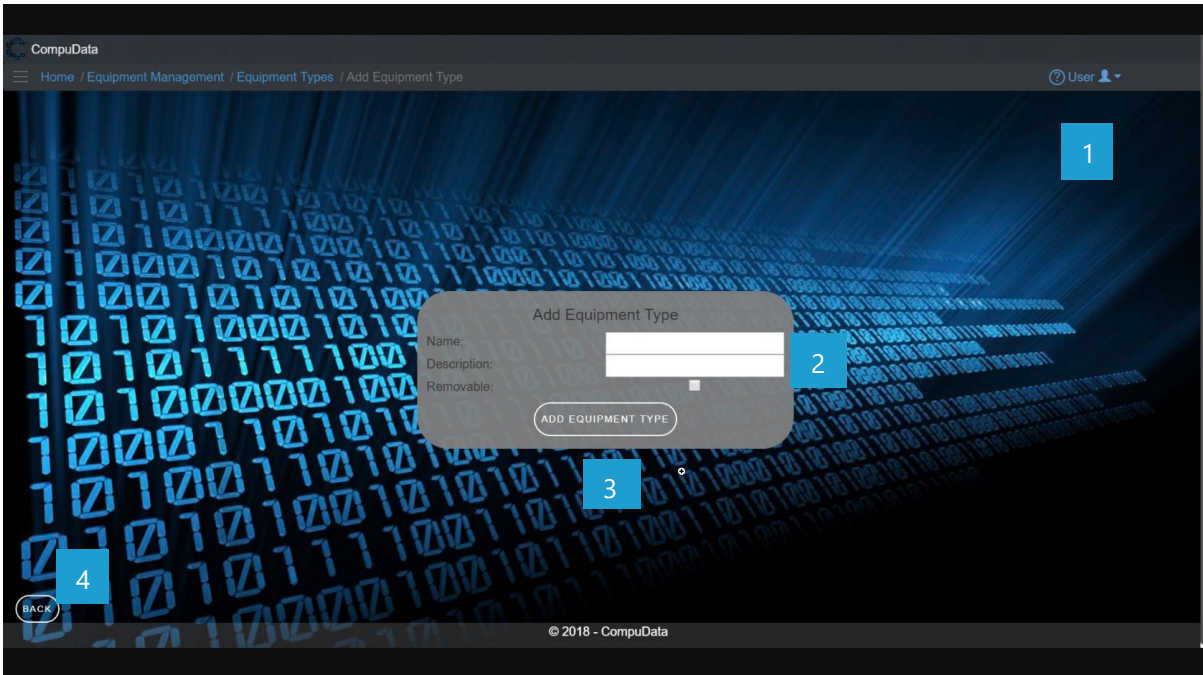 CompuData
Home / Equipment Management / Equipment Types / Add Equipment Type
User
1
Add Equipment Type
Name:
2
Description:
Removable:
ADD EQUIPMENT TYPE
3
4
BACK
© 2018 - CompuData